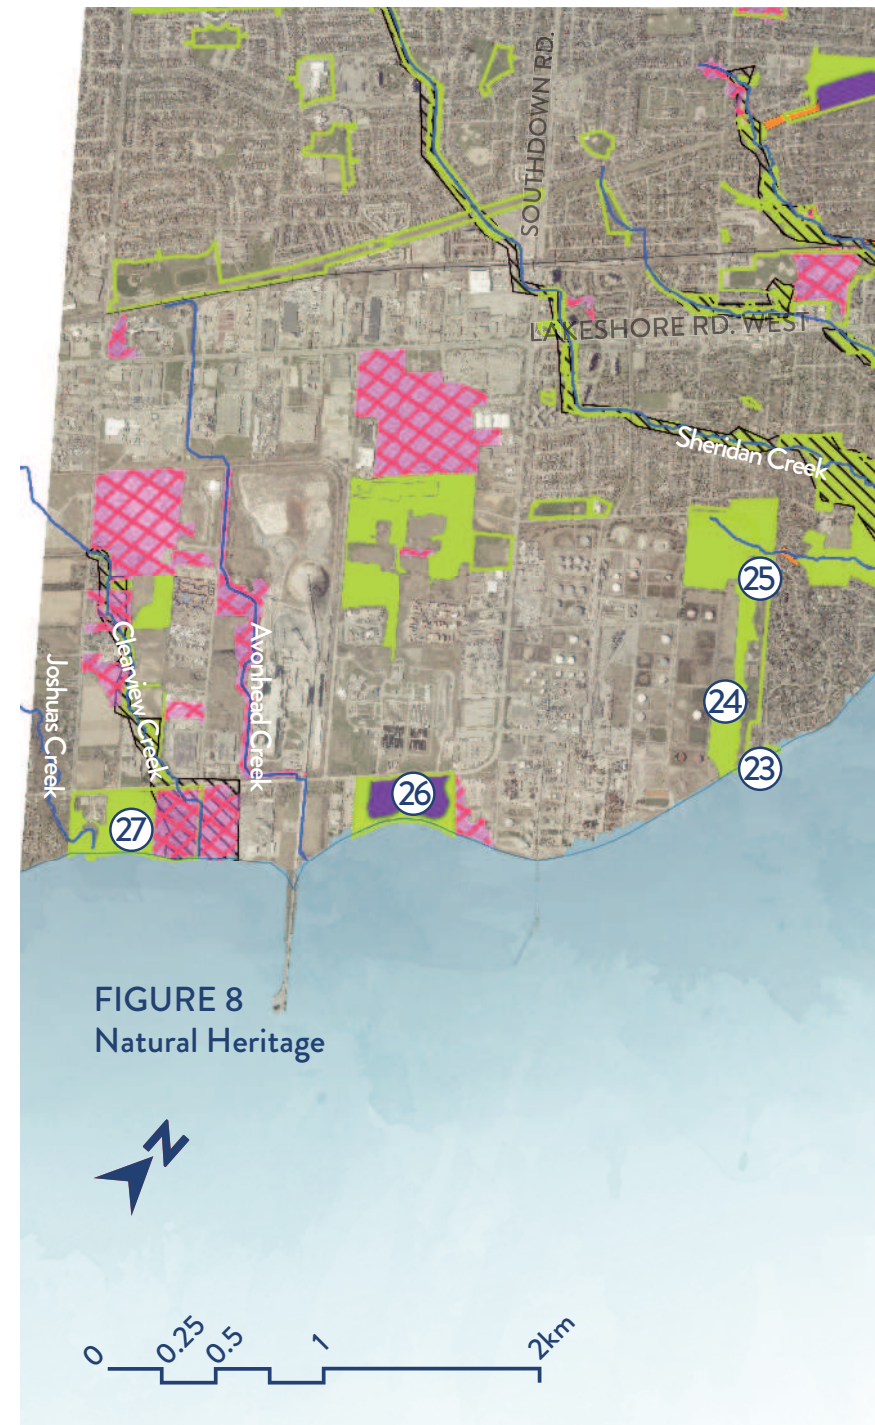 SOUTHDOWN RD.
LAKESHORE RD. WEST
Sheridan Creek
25
Clearview Creek
Avonhead Creek
Joshuas Creek
24
23
26
27
FIGURE 8
Natural Heritage
N
0 0.25 0.5 1 2km